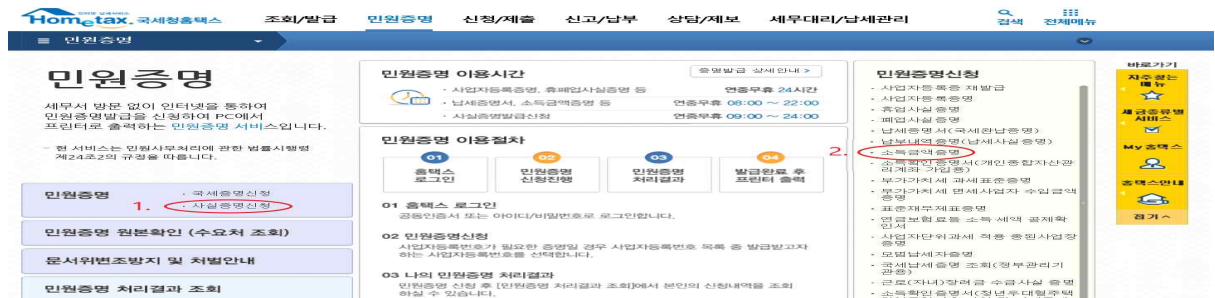 Hometax. 국세청홈택스
조회/발급
민원증명
신청/제출
신고/납부
상담/제보
세무대리/납세관리
검색
전체메뉴
민원증명
민원증명
세무서 방문 없이 인터넷을 통하여
민원증명발급을 신청하여 PC에서
프린터로 출력하는 민원증명 서비스입니다.
- 현 서비스는 민원사무처리에 관한 법률시행령
제24조2의 규정을 따릅니다.
민원증명
· 국세증명신청
1. · 사실증명신청
민원증명 원본확인 (수요처 조회)
문서위변조방지 및 처벌안내
민원증명 처리결과 조회
민원증명 이용시간
증명발급 상세안내 >
· 사업자등록증명, 휴폐업사실증명 등 연중무휴 24시간
· 납세증명서, 소득금액증명 등 연중무휴 08:00 ~ 22:00
· 사실증명발급신청 연중무휴 09:00 ~ 24:00
민원증명 이용절차
01 02 03 04
홈택스
로그인
민원증명
신청진행
민원증명
처리결과
발급완료 후
프린터 출력
01 홈택스 로그인
공동인증서 또는 아이디/비밀번호로 로그인합니다.
02 민원증명신청
사업자등록번호가 필요한 증명일 경우 사업자등록번호 목록 중 발급받고자
하는 사업자등록번호를 선택합니다.
03 나의 민원증명 처리결과
민원증명 신청 후 [민원증명 처리결과 조회]에서 본인의 신청내역을 조회
하실 수 있습니다.
민원증명신청
· 사업자등록증 재발급
· 사업자등록증명
· 휴업사실증명
· 폐업사실증명
· 납세증명서(국세완납증명)
· 납부내역증명(납세사실증명)
2. · 소득금액증명
· 소득확인증명서(개인종합자산관
리계좌 가입용)
· 부가가치세 과세표준증명
· 부가가치세 면세사업자 수입금액
증명
· 표준재무제표증명
· 연금보험료등 소득·세액 공제확
인서
· 사업자단위과세 적용 종된사업장
증명
· 모범납세자증명
· 국세납세증명 조회(정부관리기
관용)
· 근로(자녀)장려금 수급사실 증명
· 소득확인증명서(청년우대형주택
바로가기
자주찾는
메뉴
세금종류별
서비스
My홈택스
홈택스안내
접기 ^